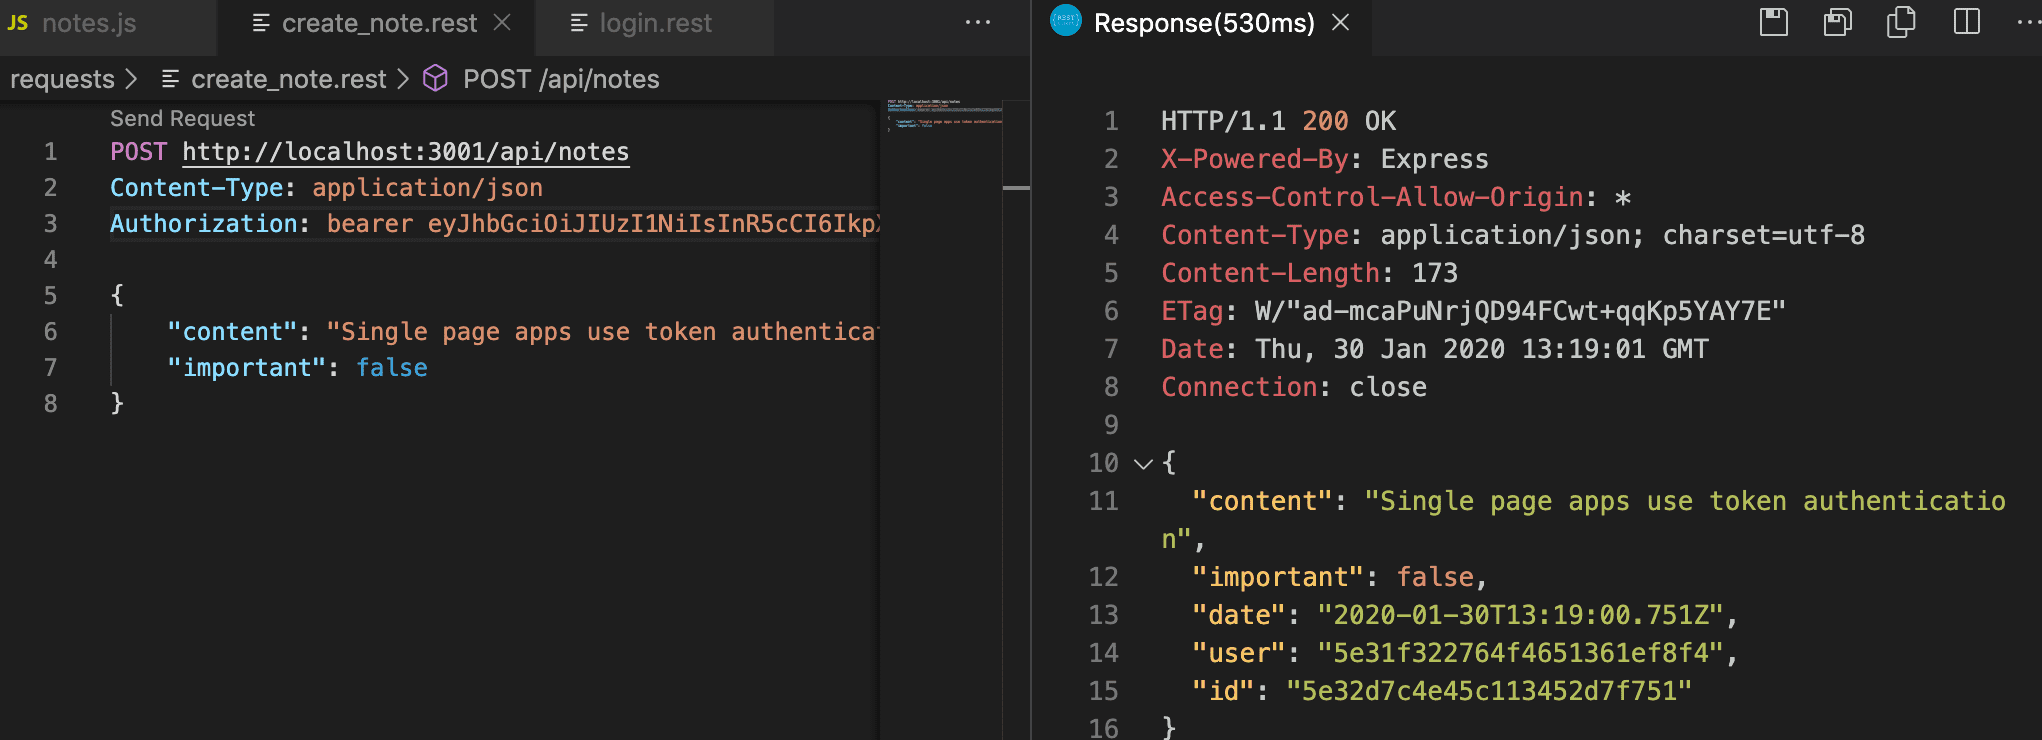 JS notes.js
create_note.rest
login.rest
requests > create_note.rest > POST /api/notes
Send Request
1 POST http://localhost:3001/api/notes
2 Content-Type: application/json
3 Authorization: bearer eyJhbGciOiJIUzI1NiIsInR5cCI6IkpX
4
5 {
6 "content": "Single page apps use token authenticat
7 "important": false
8 }
Response(530ms)
1 HTTP/1.1 200 OK
2 X-Powered-By: Express
3 Access-Control-Allow-Origin: *
4 Content-Type: application/json; charset=utf-8
5 Content-Length: 173
6 ETag: W/"ad-mcaPuNrjQD94FCwt+qqKp5YAY7E"
7 Date: Thu, 30 Jan 2020 13:19:01 GMT
8 Connection: close
9
10 {
11 "content": "Single page apps use token authenticatio
n",
12 "important": false,
13 "date": "2020-01-30T13:19:00.751Z",
14 "user": "5e31f322764f4651361ef8f4",
15 "id": "5e32d7c4e45c113452d7f751"
16 }